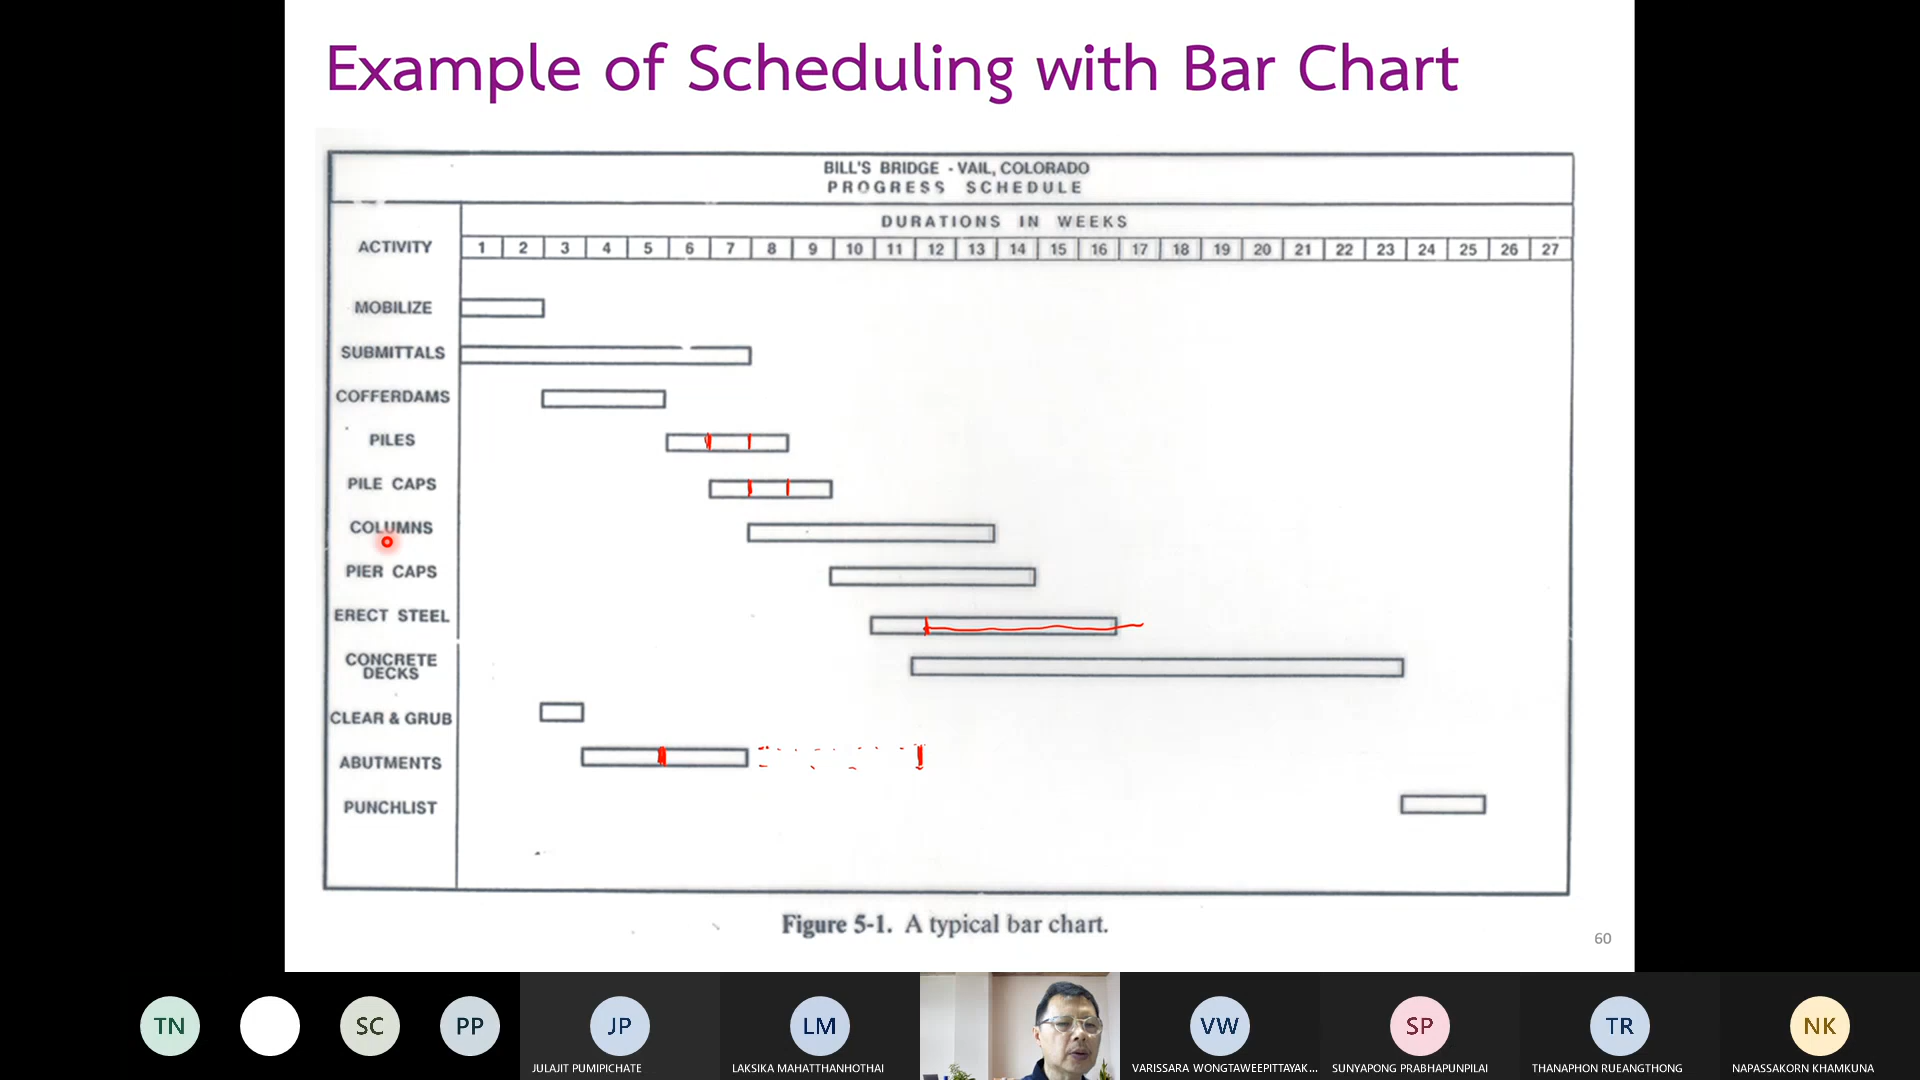 Example of Scheduling with Bar Chart
BILL'S BRIDGE - VAIL, COLORADO
PROGRESS SCHEDULE
DURATIONS IN WEEKS
ACTIVITY 1 2 3 4 5 6 7 8 9 10 11 12 13 14 15 16 17 18 19 20 21 22 23 24 25 26 27
MOBILIZE
SUBMITTALS
COFFERDAMS
PILES
PILE CAPS
COLUMNS
PIER CAPS
ERECT STEEL
CONCRETE
DECKS
CLEAR & GRUB
ABUTMENTS
PUNCHLIST
Figure 5-1. A typical bar chart.
60
TN SC PP JP LM VW SP TR NK
JULAJIT PUMIPICHATE LAKSIKA MAHATTHANHOTHAI VARISSARA WONGTAWEEPITTAYAK... SUNYAPONG PRABHAPUNPILAI THANAPHON RUEANGTHONG NAPASSAKORN KHAMKUNA